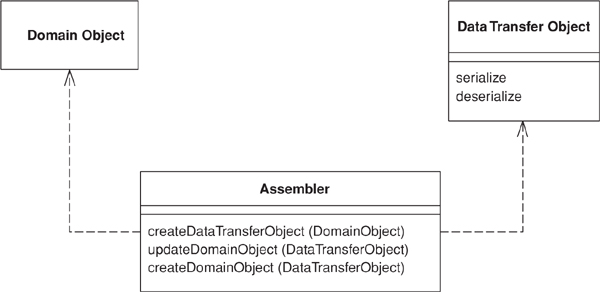 Domain Object
Data Transfer Object
serialize
deserialize
Assembler
createDataTransferObject (DomainObject)
updateDomainObject (DataTransferObject)
createDomainObject (DataTransferObject)